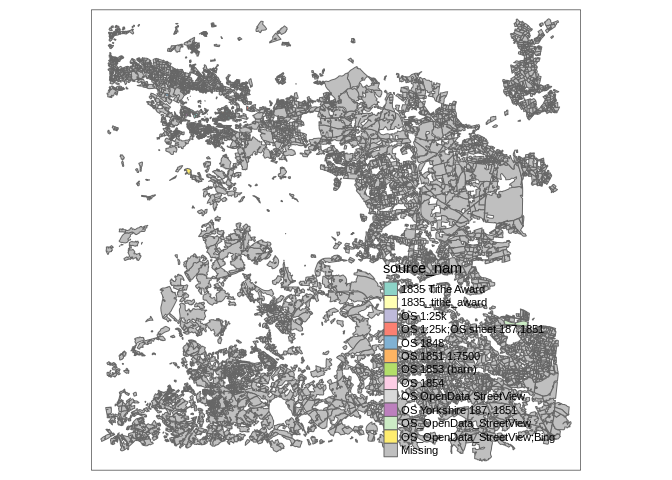 source_nam
1835 Tithe Award
1835_tithe_award
OS 1:25k
OS 1:25k;OS sheet 187,1851
OS 1848
OS 1851 1:7500
OS 1853 (barn)
OS 1854
OS OpenData StreetView
OS Yorkshire 187, 1851
OS_OpenData_StreetView
OS_OpenData_StreetView;Bing
Missing